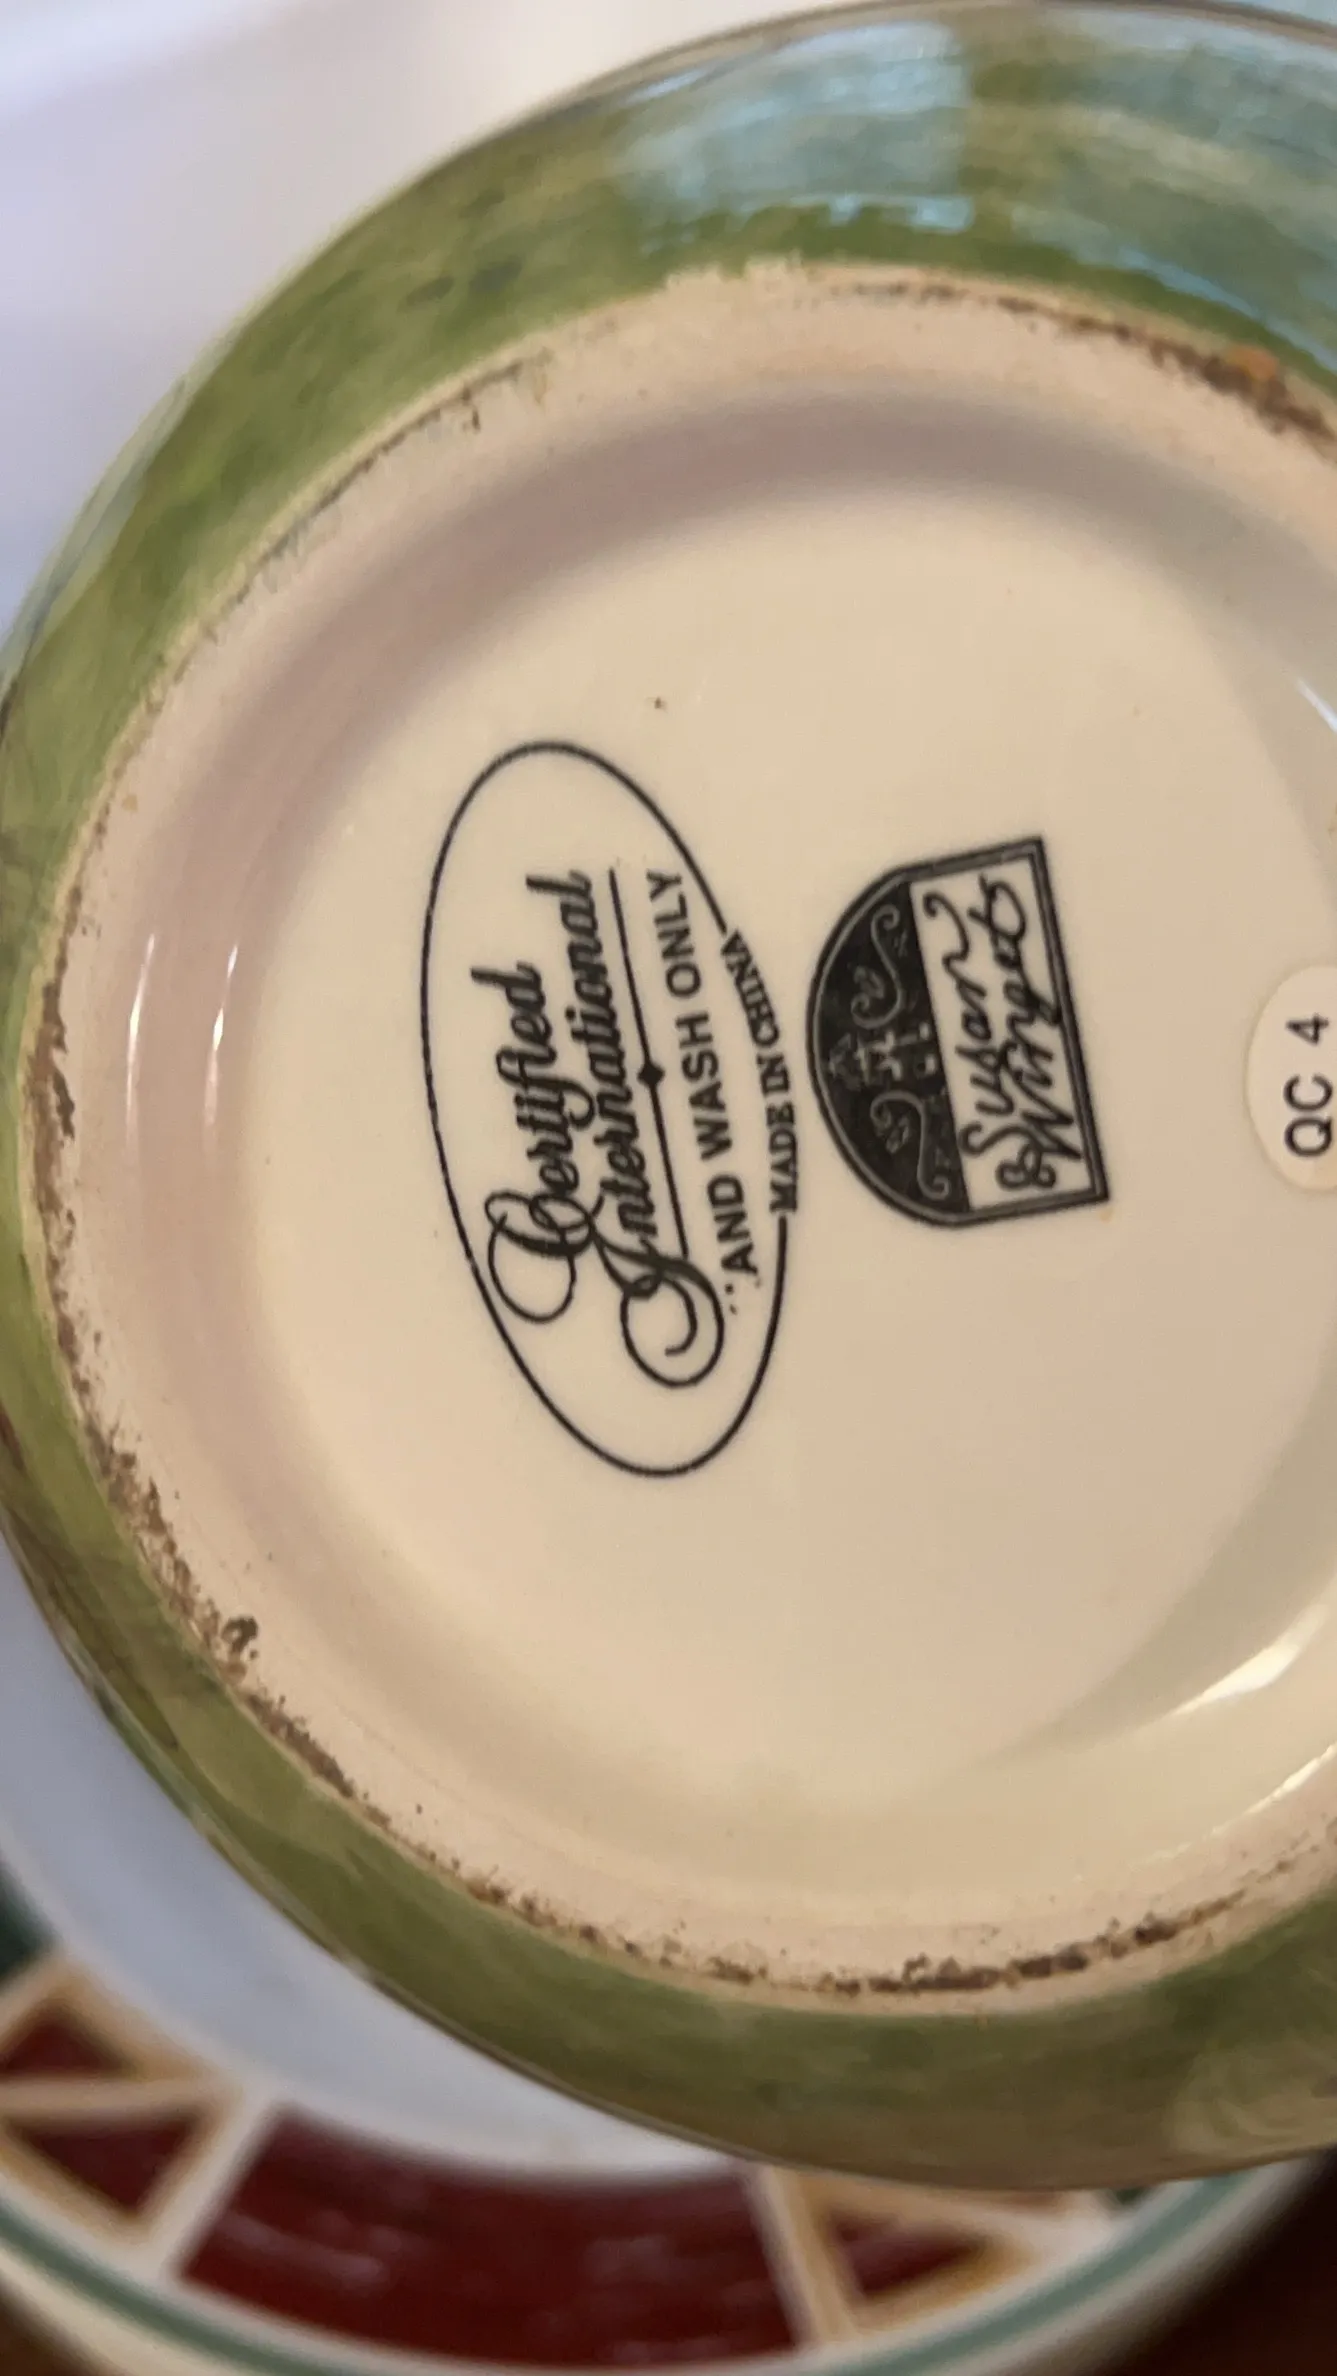 Certified
International
AND WASH ONLY
MADE IN CHINA
Susan
Winget
QC 4